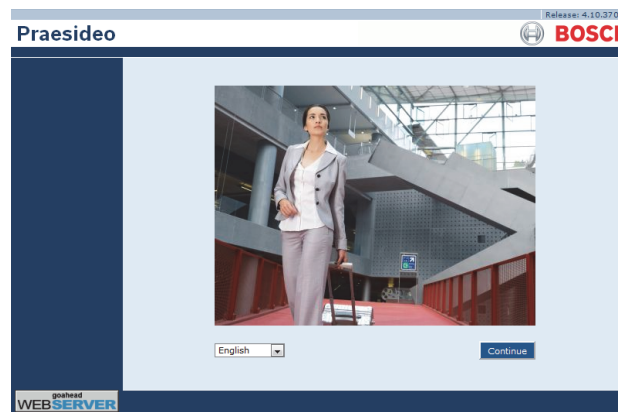 Release: 4.10.370
Praesideo
BOSCH
English
Continue
goahead
WEBSERVER